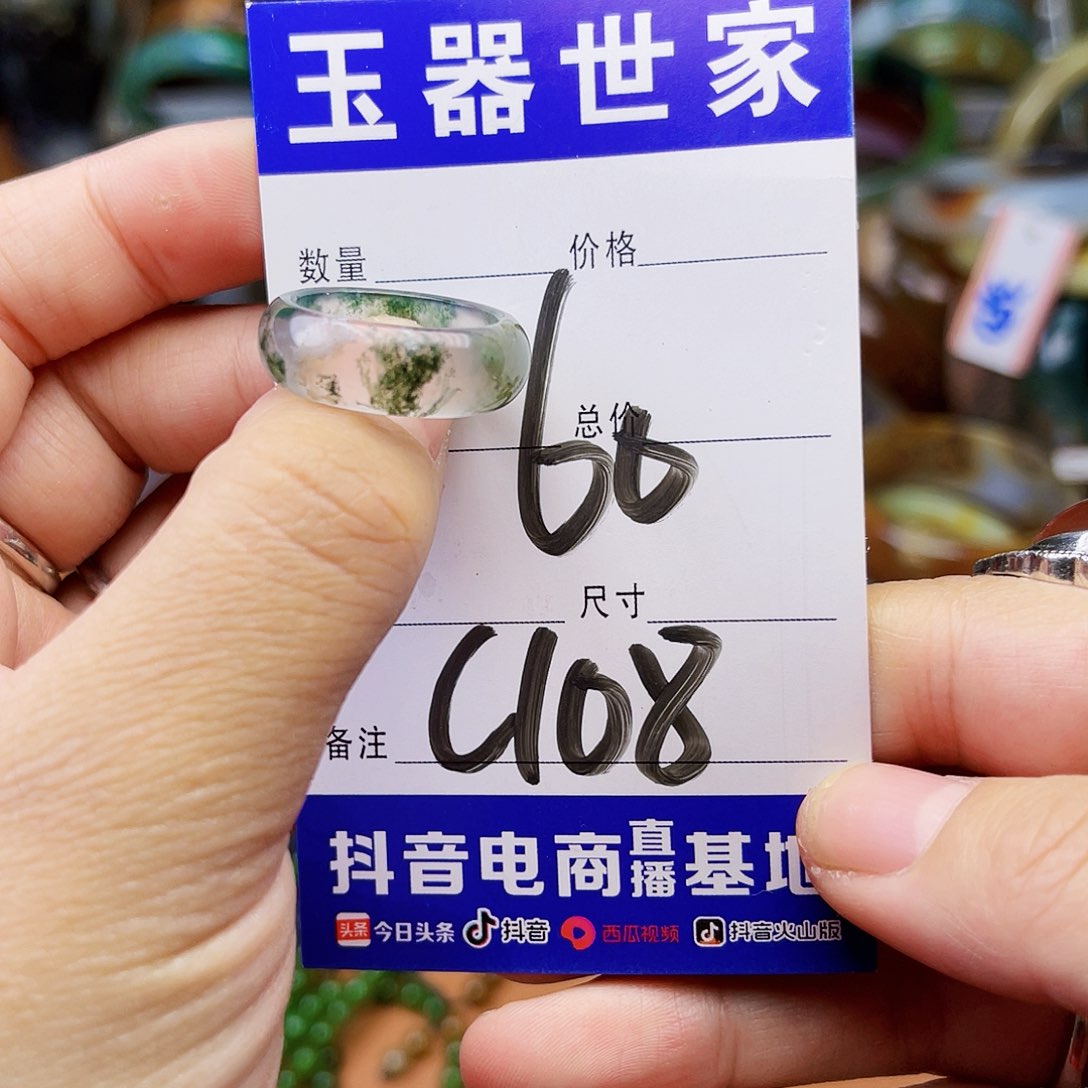 玉器世家
数量 价格
60
总价
尺寸
C108
备注
抖音电商直播基地
头条 今日头条 抖音 西瓜视频 抖音火山版